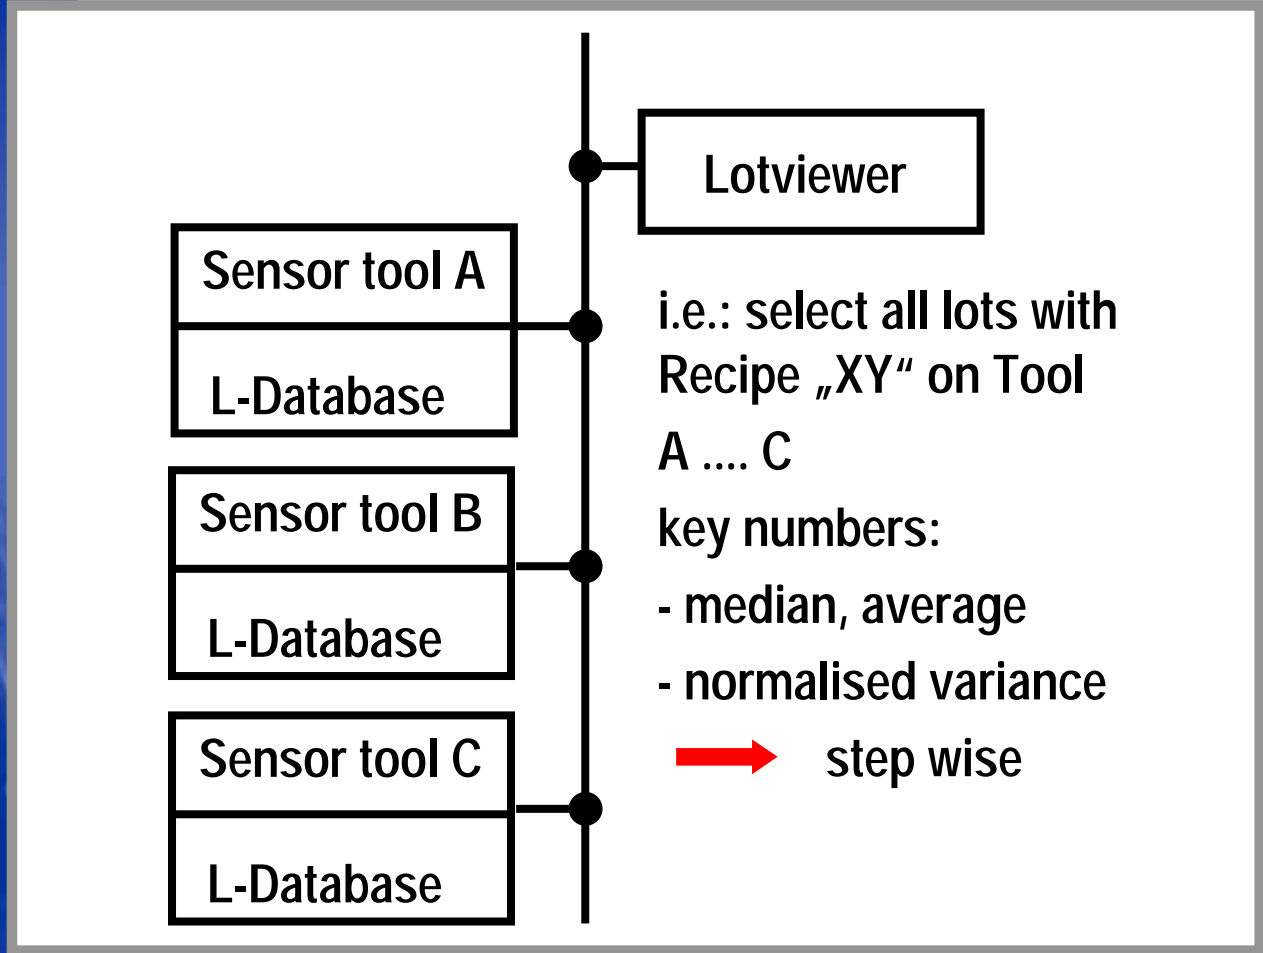 Lotviewer
Sensor tool A
L-Database
Sensor tool B
L-Database
Sensor tool C
L-Database
i.e.: select all lots with
Recipe „XY“ on Tool
A .... C
key numbers:
- median, average
- normalised variance
step wise